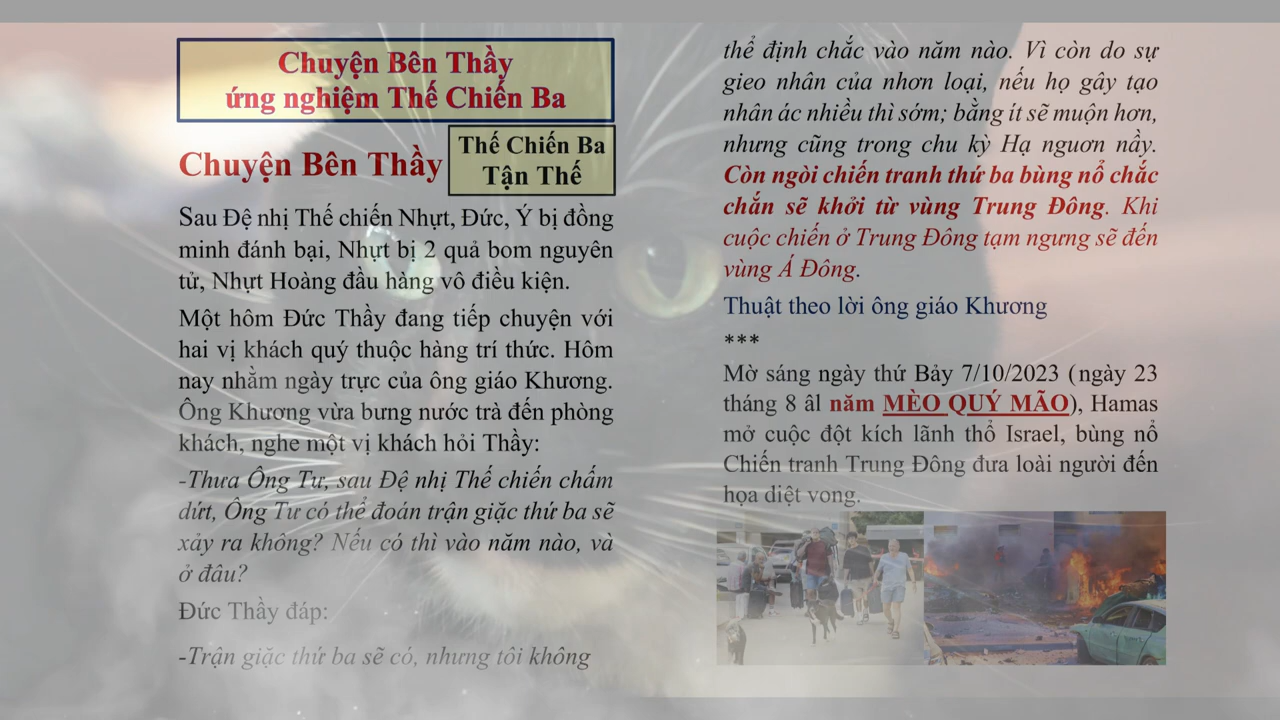 Chuyện Bên Thầy
ứng nghiệm Thế Chiến Ba
Chuyện Bên Thầy
Thế Chiến Ba
Tận Thế
Sau Đệ nhị Thế chiến Nhựt, Đức, Ý bị đồng
minh đánh bại, Nhựt bị 2 quả bom nguyên
tử, Nhựt Hoàng đầu hàng vô điều kiện.
Một hôm Đức Thầy đang tiếp chuyện với
hai vị khách quý thuộc hàng trí thức. Hôm
nay nhằm ngày trực của ông giáo Khương.
Ông Khương vừa bưng nước trà đến phòng
khách, nghe một vị khách hỏi Thầy:
-Thưa Ông Tư, sau Đệ nhị Thế chiến chấm
dứt, Ông Tư có thể đoán trận giặc thứ ba sẽ
xảy ra không? Nếu có thì vào năm nào, và
ở đâu?
Đức Thầy đáp:
-Trận giặc thứ ba sẽ có, nhưng tôi không
thể định chắc vào năm nào. Vì còn do sự
gieo nhân của nhơn loại, nếu họ gây tạo
nhân ác nhiều thì sớm; bằng ít sẽ muộn hơn,
nhưng cũng trong chu kỳ Hạ nguơn nầy.
Còn ngòi chiến tranh thứ ba bùng nổ chắc
chắn sẽ khởi từ vùng Trung Đông. Khi
cuộc chiến ở Trung Đông tạm ngưng sẽ đến
vùng Á Đông.
Thuật theo lời ông giáo Khương
***
Mờ sáng ngày thứ Bảy 7/10/2023 (ngày 23
tháng 8 âl năm MÈO QUÝ MÃO), Hamas
mở cuộc đột kích lãnh thổ Israel, bùng nổ
Chiến tranh Trung Đông đưa loài người đến
họa diệt vong.